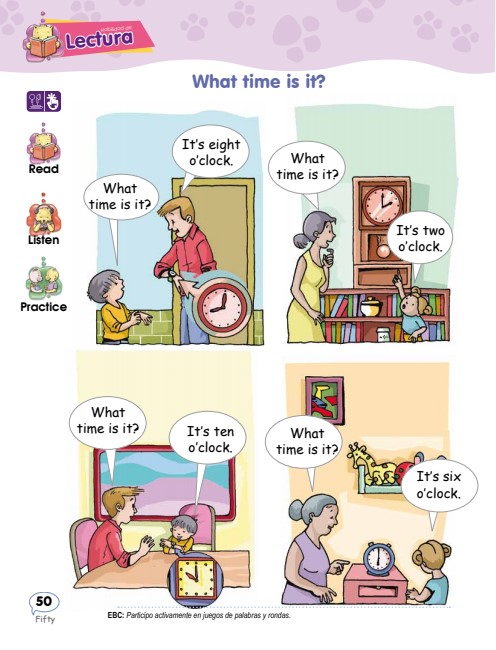 Lectura
What time is it?
Read
Listen
Practice
What
time is it?
It's eight
o'clock.
What
time is it?
It's two
o'clock.
What
time is it?
It's ten
o'clock.
What
time is it?
It's six
o'clock.
50
Fifty
EBC: Participo activamente en juegos de palabras y rondas.